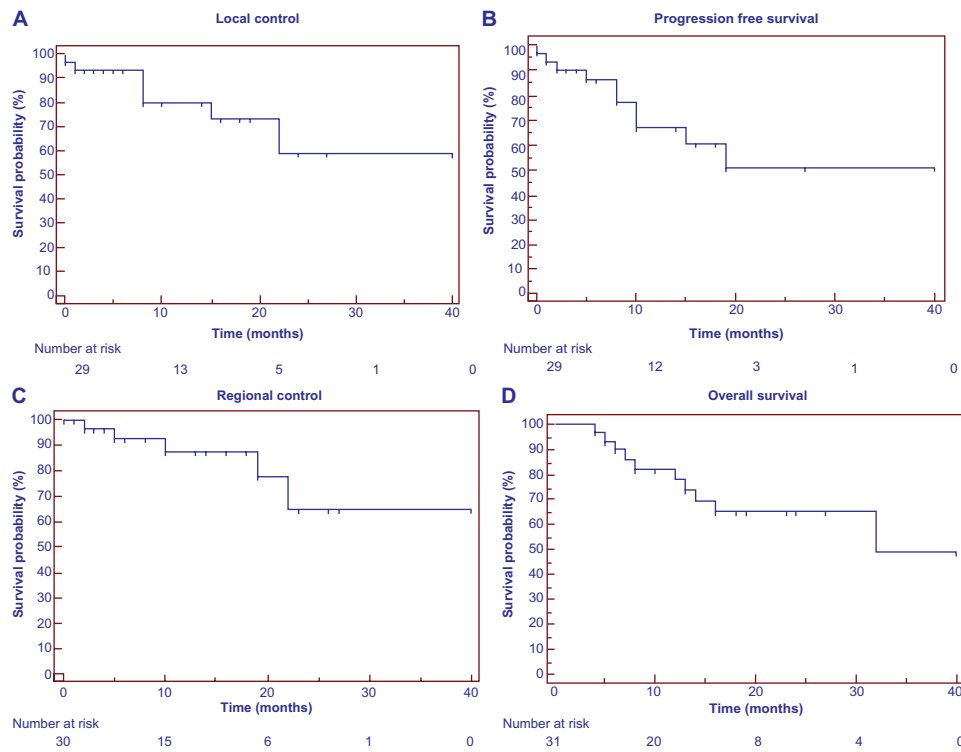 A Local control
Survival probability (%)
100
90
80
70
60
50
40
30
20
10
0
0 10 20 30 40
Time (months)
Number at risk
29 13 5 1 0
B Progression free survival
Survival probability (%)
100
90
80
70
60
50
40
30
20
10
0
0 10 20 30 40
Time (months)
Number at risk
29 12 3 1 0
C Regional control
Survival probability (%)
100
90
80
70
60
50
40
30
20
10
0
0 10 20 30 40
Time (months)
Number at risk
30 15 6 1 0
D Overall survival
Survival probability (%)
100
90
80
70
60
50
40
30
20
10
0
0 10 20 30 40
Time (months)
Number at risk
31 20 8 4 0